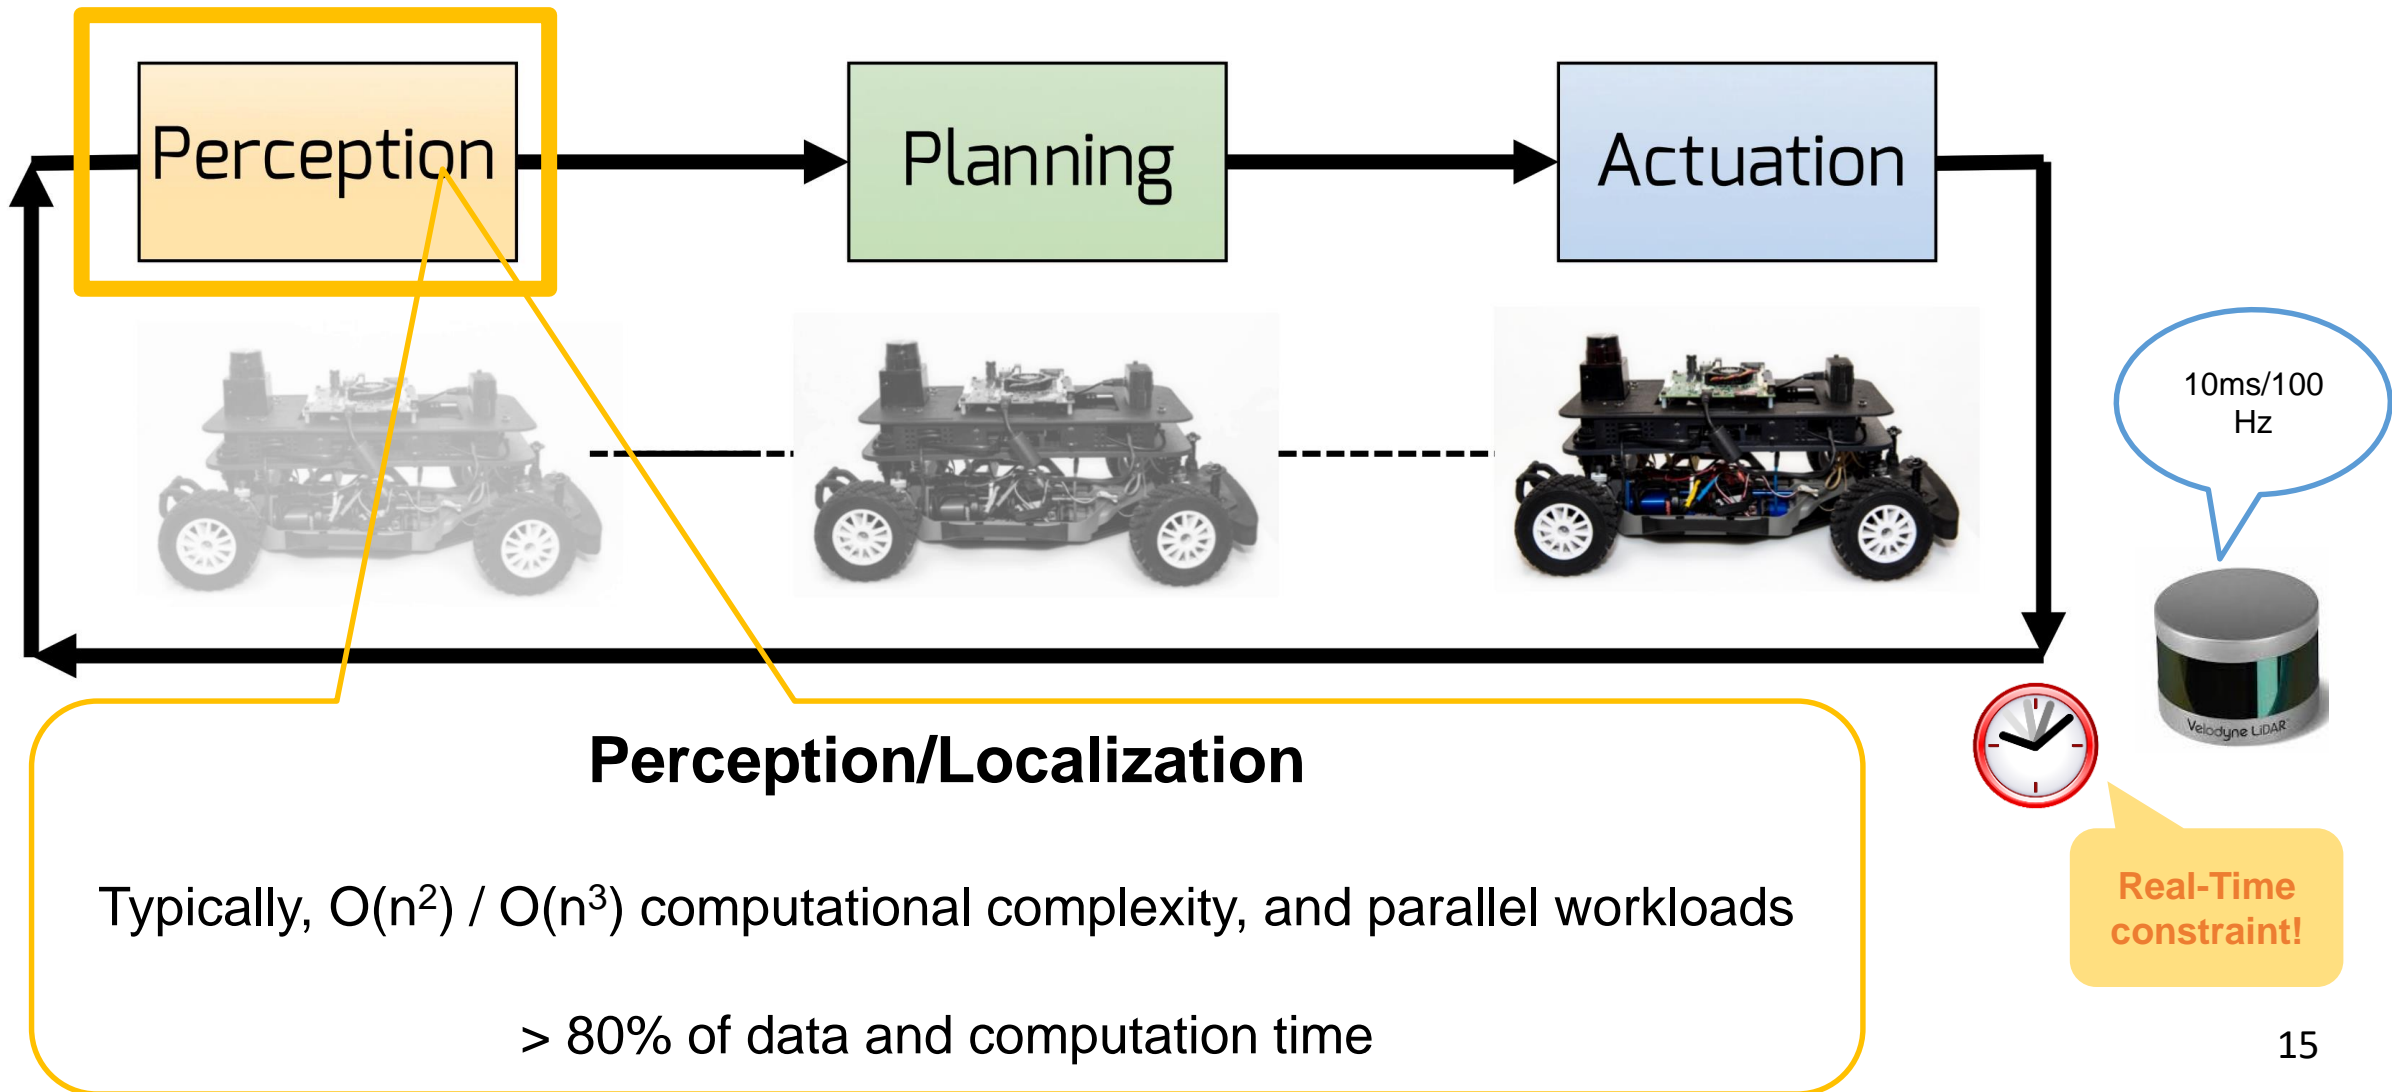 Perception
Planning
Actuation
10ms/100
Hz
Velodyne LiDAR
Perception/Localization
Typically, O(n²) / O(n³) computational complexity, and parallel workloads
> 80% of data and computation time
Real-Time
constraint!
15